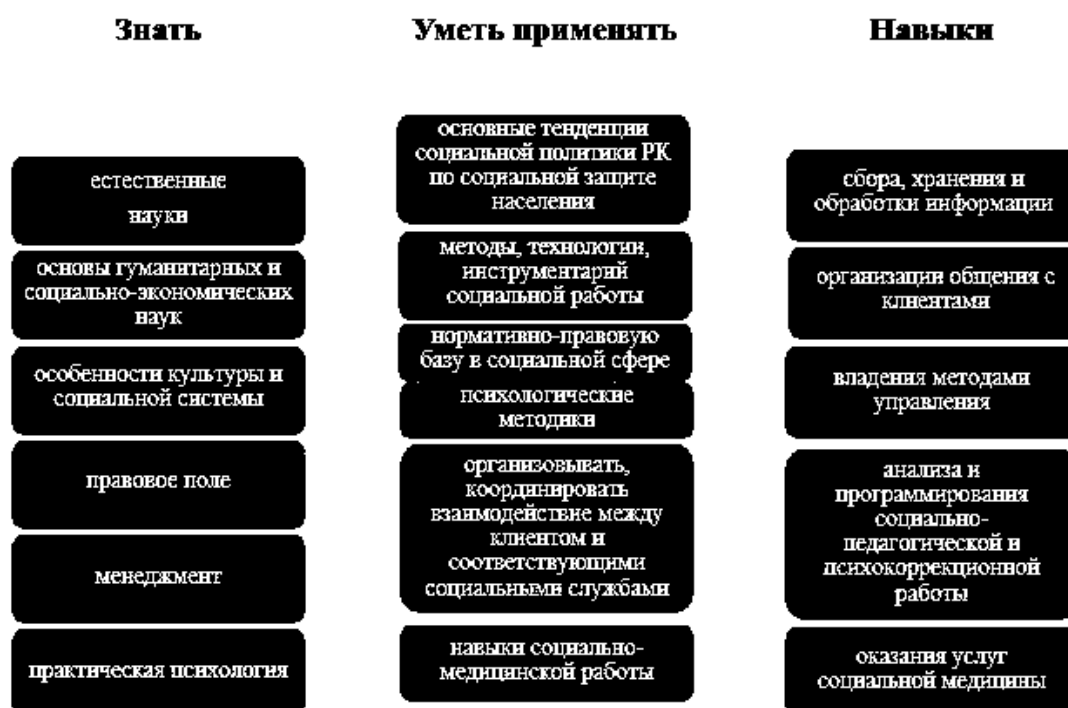 Знать
естественные
науки
основы гуманитарных и
социально-экономических
наук
особенности культуры и
социальной системы
правовое поле
менеджмент
практическая психология
Уметь применять
основные тенденции
социальной политики РК
по социальной защите
населения
методы, технологии,
инструментарий
социальной работы
нормативно-правовую
базу в социальной сфере
психологические
методики
организовывать,
координировать
взаимодействие между
клиентом и
соответствующими
социальными службами
навыки социально-
медицинской работы
Навыки
сбора, хранения и
обработки информации
организации общения с
клиентами
владения методами
управления
анализа и
программирования
социально-
педагогической и
психокоррекционной
работы
оказания услуг
социальной медицины